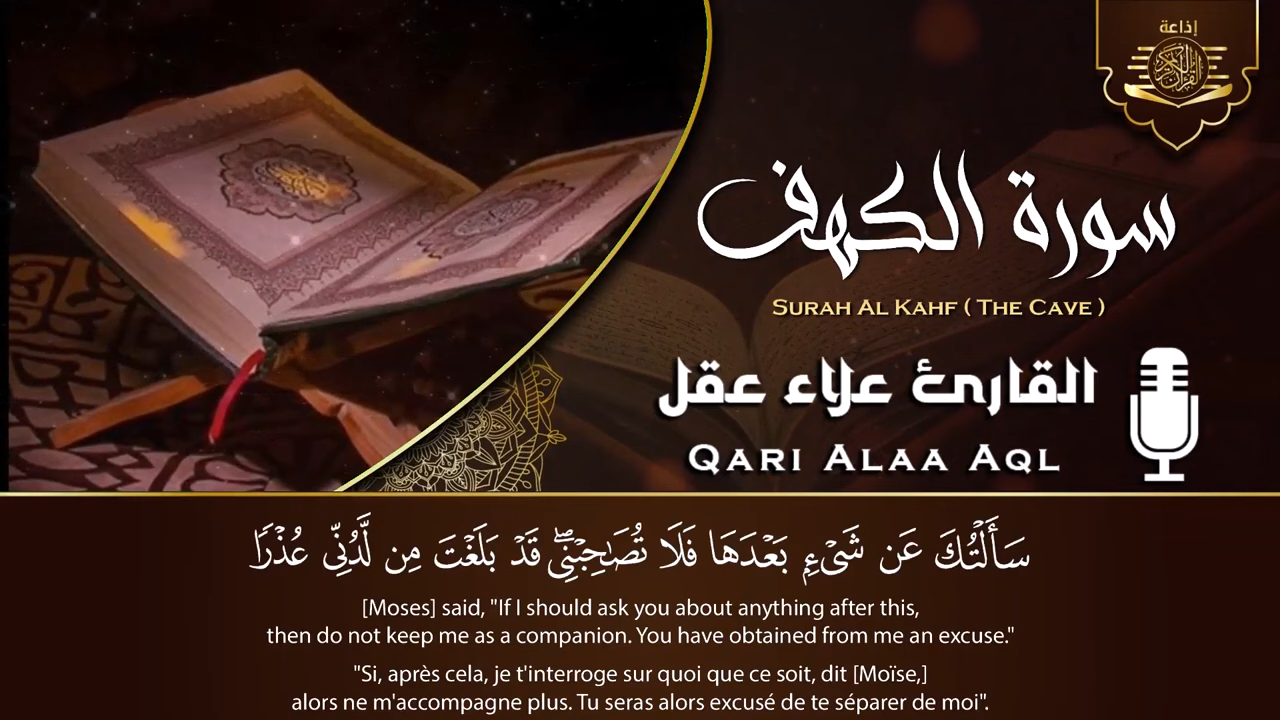 إذاعة
القرآن الكريم
سورة الكهف
SURAH AL KAHF ( THE CAVE )
القارئ علاء عقل
QARI ALAA AQL
سَأَلْتُكَ عَن شَىْءٍۭ بَعْدَهَا فَلَا تُصَـٰحِبْنِى ۖ قَدْ بَلَغْتَ مِن لَّدُنِّى عُذْرًا
[Moses] said, "If I should ask you about anything after this,
then do not keep me as a companion. You have obtained from me an excuse."
"Si, après cela, je t'interroge sur quoi que ce soit, dit [Moïse,]
alors ne m'accompagne plus. Tu seras alors excusé de te séparer de moi".